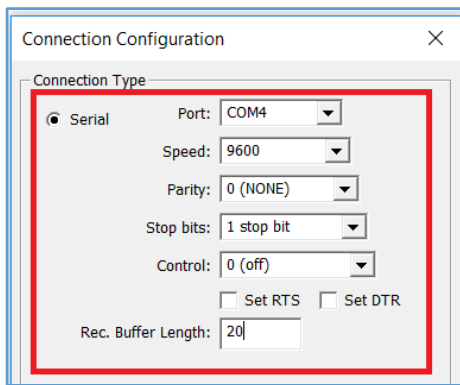 Connection Configuration
Connection Type
Serial Port: COM4
Speed: 9600
Parity: 0 (NONE)
Stop bits: 1 stop bit
Control: 0 (off)
Set RTS Set DTR
Rec. Buffer Length: 20